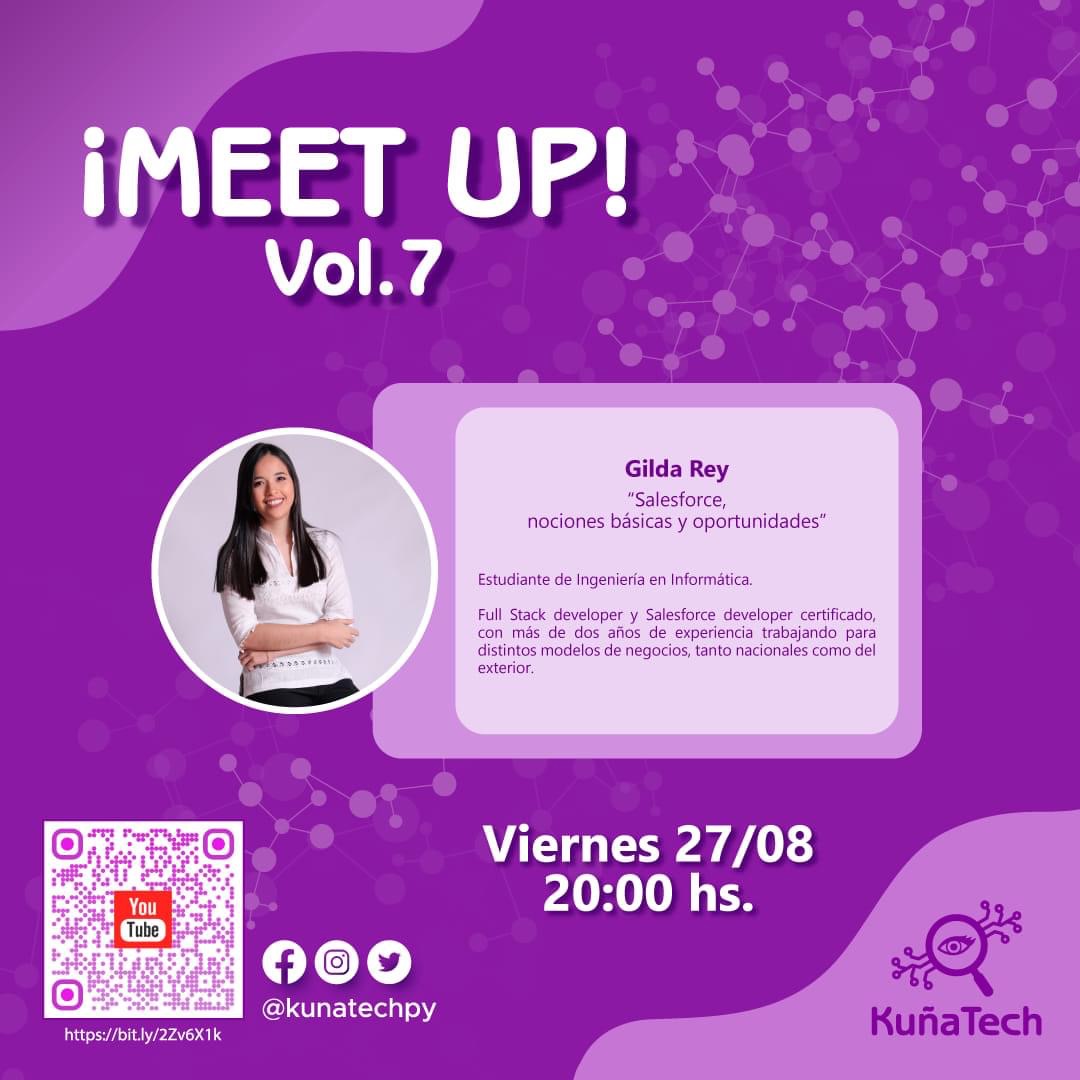 ¡MEET UP!
Vol.7
Gilda Rey
“Salesforce,
nociones básicas y oportunidades”
Estudiante de Ingeniería en Informática.
Full Stack developer y Salesforce developer certificado,
con más de dos años de experiencia trabajando para
distintos modelos de negocios, tanto nacionales como del
exterior.
Viernes 27/08
20:00 hs.
You
Tube
https://bit.ly/2Zv6X1k
@kunatechpy
KuñaTech